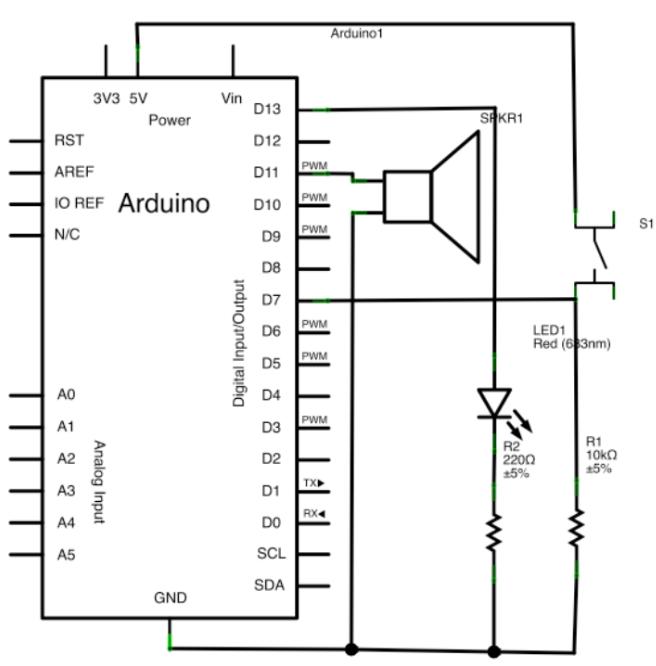 Arduino1
3V3 5V Vin
Power
D13
SPKR1
RST
D12
AREF
D11 PWM
IO REF
Arduino
D10 PWM
N/C
D9 PWM
S1
D8
D7
Digital Input/Output
D6 PWM
LED1
Red (633nm)
D5 PWM
A0
D4
A1
D3 PWM
Analog Input
R2
220Ω
±5%
R1
10kΩ
±5%
A2
D2
A3
D1 TX▶
A4
D0 RX◀
A5
SCL
SDA
GND